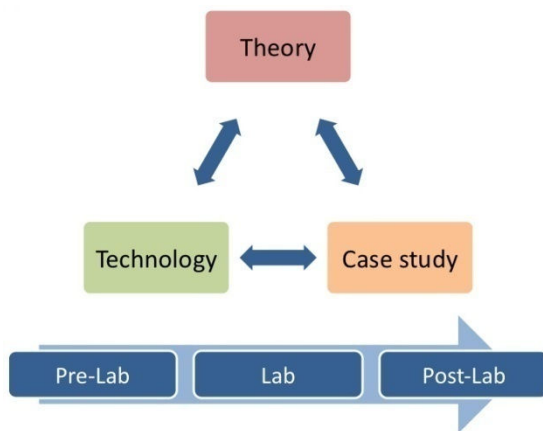 Theory
Technology
Case study
Pre-Lab
Lab
Post-Lab